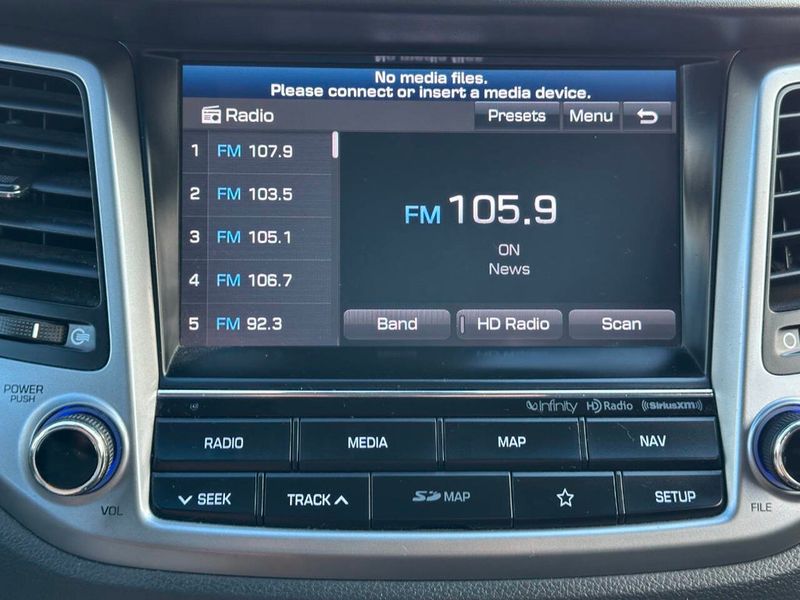 No media files.
Please connect or insert a media device.
Radio
Presets
Menu
1 FM 107.9
2 FM 103.5
3 FM 105.1
4 FM 106.7
5 FM 92.3
FM 105.9
ON
News
Band
HD Radio
Scan
POWER
PUSH
VOL
Infinity
HD Radio
((SiriusXM))
RADIO
MEDIA
MAP
NAV
SEEK
TRACK
SD MAP
SETUP
FILE